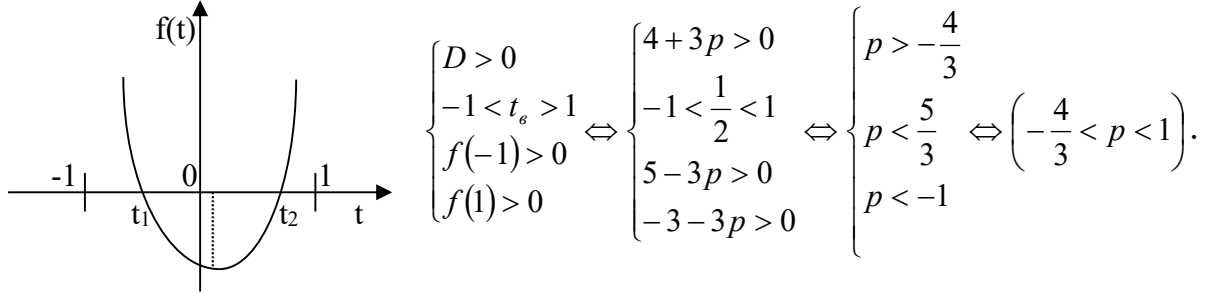 f(t)
-1 0 1
t₁ t₂ t
{ D > 0
−1 < t_в > 1
f(−1) > 0
f(1) > 0
⇔
{ 4 + 3p > 0
−1 < 1/2 < 1
5 − 3p > 0
−3 − 3p > 0
⇔
{ p > −4/3
p < 5/3
p < −1
⇔ (−4/3 < p < 1).